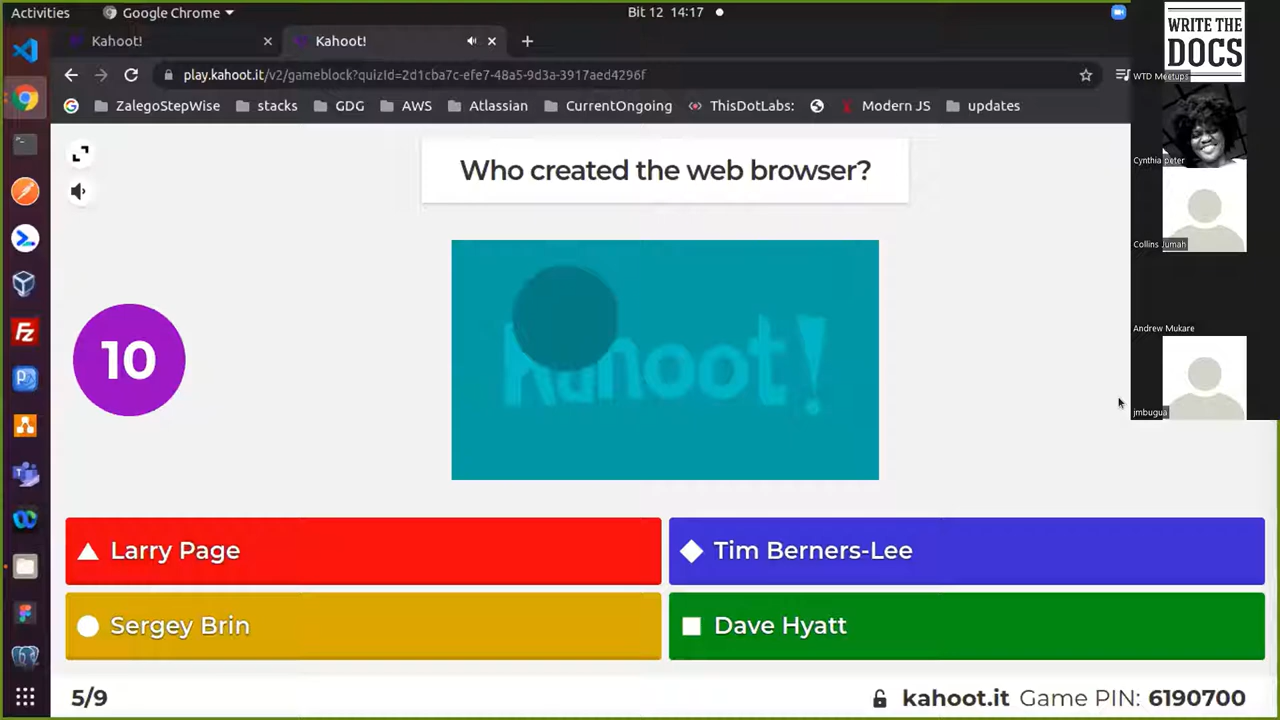 Activities
Google Chrome
Bit 12 14:17
Kahoot!
Kahoot!
play.kahoot.it/v2/gameblock?quizId=2d1cba7c-efe7-48a5-9d3a-3917aed4296f
ZalegoStepWise
stacks
GDG
AWS
Atlassian
CurrentOngoing
ThisDotLabs:
Modern JS
updates
WRITE THE
DOCS
WTD Meetups
Cynthia peter
Collins Jumah
Andrew Mukare
jmbugua
Who created the web browser?
10
Kahoot!
Larry Page
Tim Berners-Lee
Sergey Brin
Dave Hyatt
5/9
kahoot.it Game PIN: 6190700